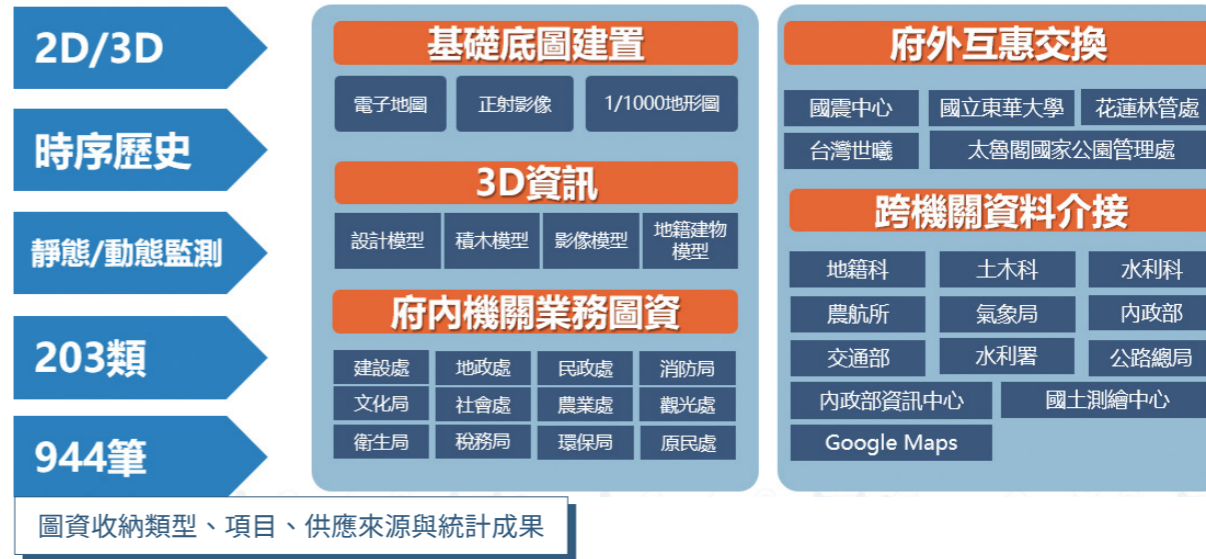 2D/3D
時序歷史
靜態/動態監測
203類
944筆
基礎底圖建置
電子地圖
正射影像
1/1000地形圖
3D資訊
設計模型
積木模型
影像模型
地籍建物
模型
府內機關業務圖資
建設處
地政處
民政處
消防局
文化局
社會處
農業處
觀光處
衛生局
稅務局
環保局
原民處
府外互惠交換
國震中心
國立東華大學
花蓮林管處
台灣世曦
太魯閣國家公園管理處
跨機關資料介接
地籍科
土木科
水利科
農航所
氣象局
內政部
交通部
水利署
公路總局
內政部資訊中心
國土測繪中心
Google Maps
圖資收納類型、項目、供應來源與統計成果